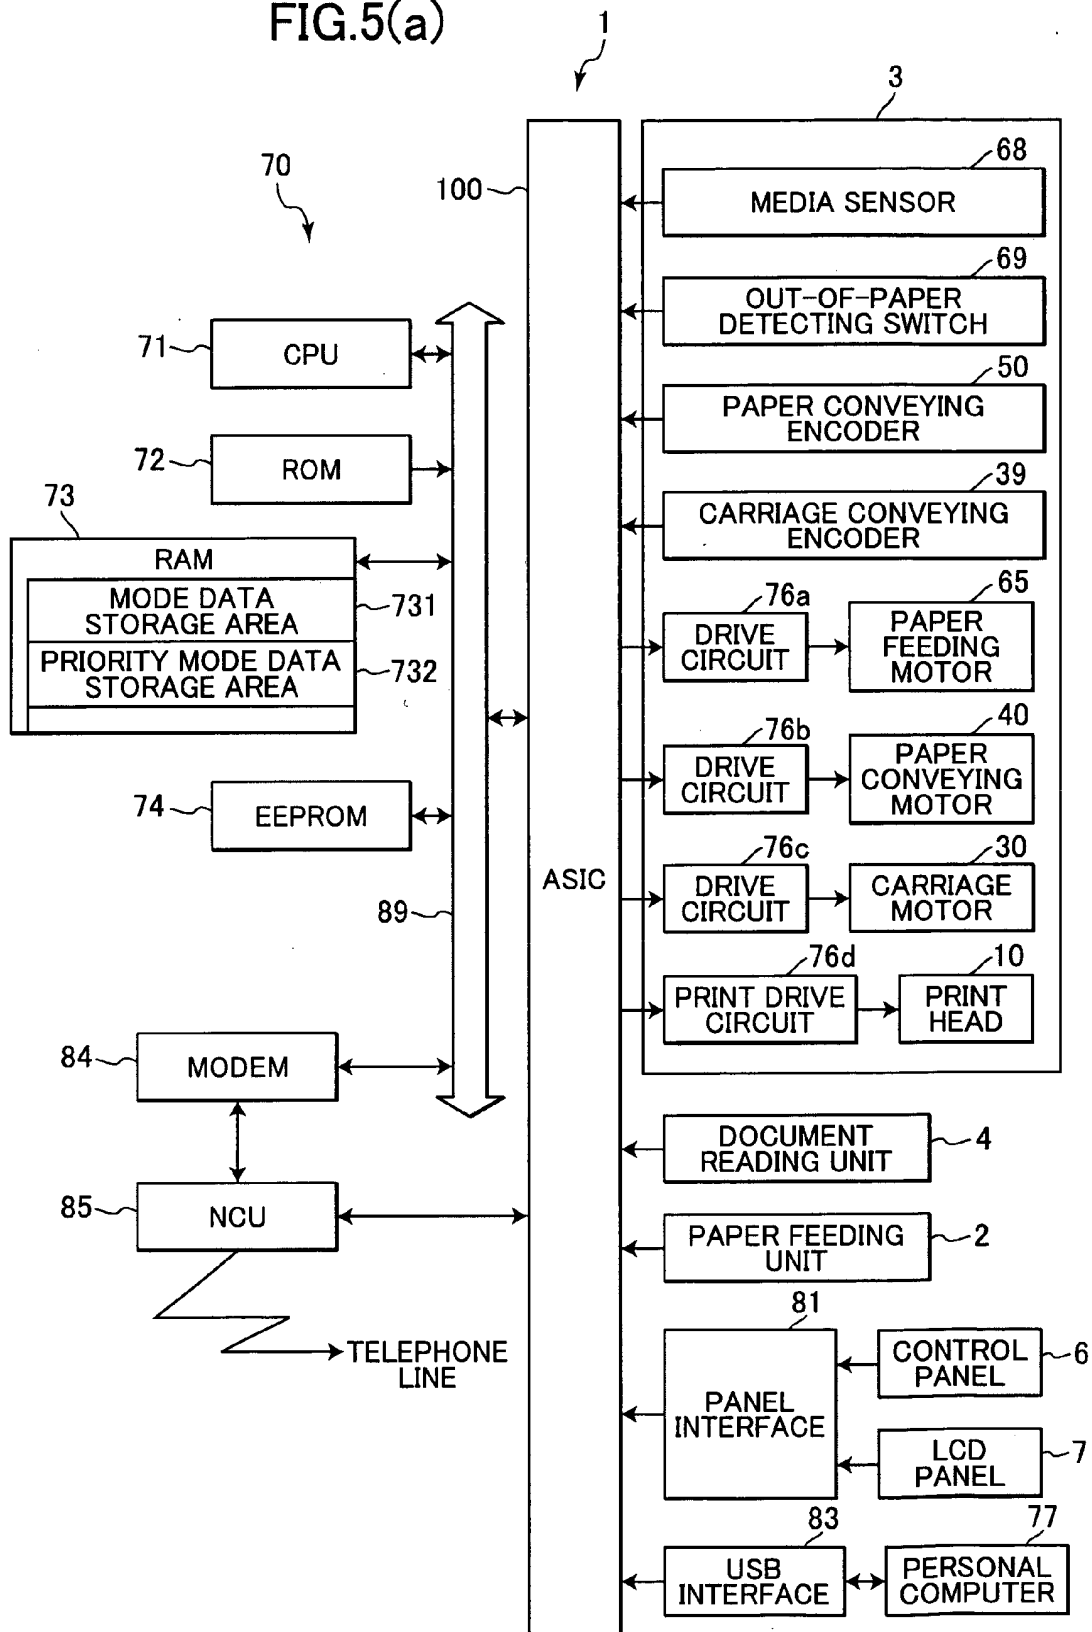 FIG.5(a)
1
3
70
100
68
MEDIA SENSOR
69
OUT-OF-PAPER
DETECTING SWITCH
50
PAPER CONVEYING
ENCODER
39
CARRIAGE CONVEYING
ENCODER
71
CPU
72
ROM
73
RAM
MODE DATA
STORAGE AREA
731
PRIORITY MODE DATA
STORAGE AREA
732
74
EEPROM
89
ASIC
76a
DRIVE
CIRCUIT
65
PAPER
FEEDING
MOTOR
76b
DRIVE
CIRCUIT
40
PAPER
CONVEYING
MOTOR
76c
DRIVE
CIRCUIT
30
CARRIAGE
MOTOR
76d
PRINT DRIVE
CIRCUIT
10
PRINT
HEAD
84
MODEM
85
NCU
TELEPHONE
LINE
DOCUMENT
READING UNIT
4
PAPER FEEDING
UNIT
2
81
PANEL
INTERFACE
CONTROL
PANEL
6
LCD
PANEL
7
83
USB
INTERFACE
77
PERSONAL
COMPUTER